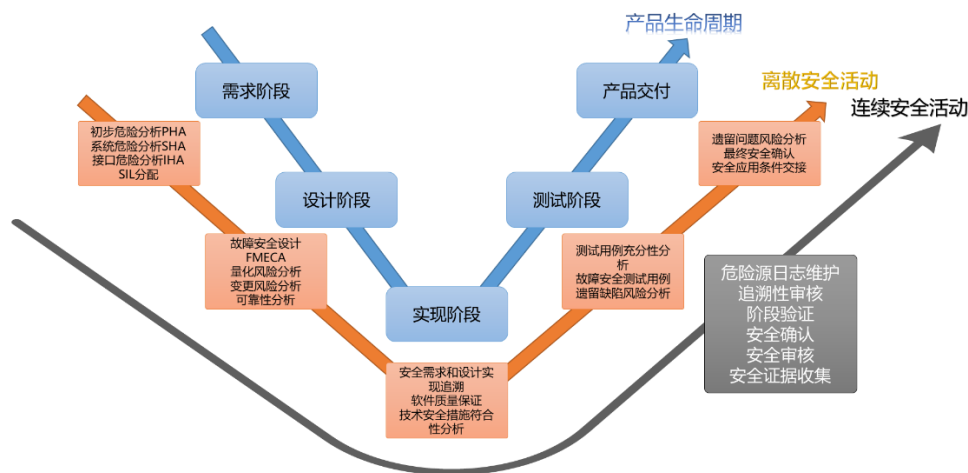 产品生命周期
离散安全活动
连续安全活动
需求阶段
产品交付
初步危险分析PHA
系统危险分析SHA
接口危险分析IHA
SIL分配
遗留问题风险分析
最终安全确认
安全应用条件交接
设计阶段
测试阶段
故障安全设计
FMECA
量化风险分析
变更风险分析
可靠性分析
测试用例充分性分
析
故障安全测试用例
遗留缺陷风险分析
实现阶段
危险源日志维护
追溯性审核
阶段验证
安全确认
安全审核
安全证据收集
安全需求和设计实
现追溯
软件质量保证
技术安全措施符合
性分析